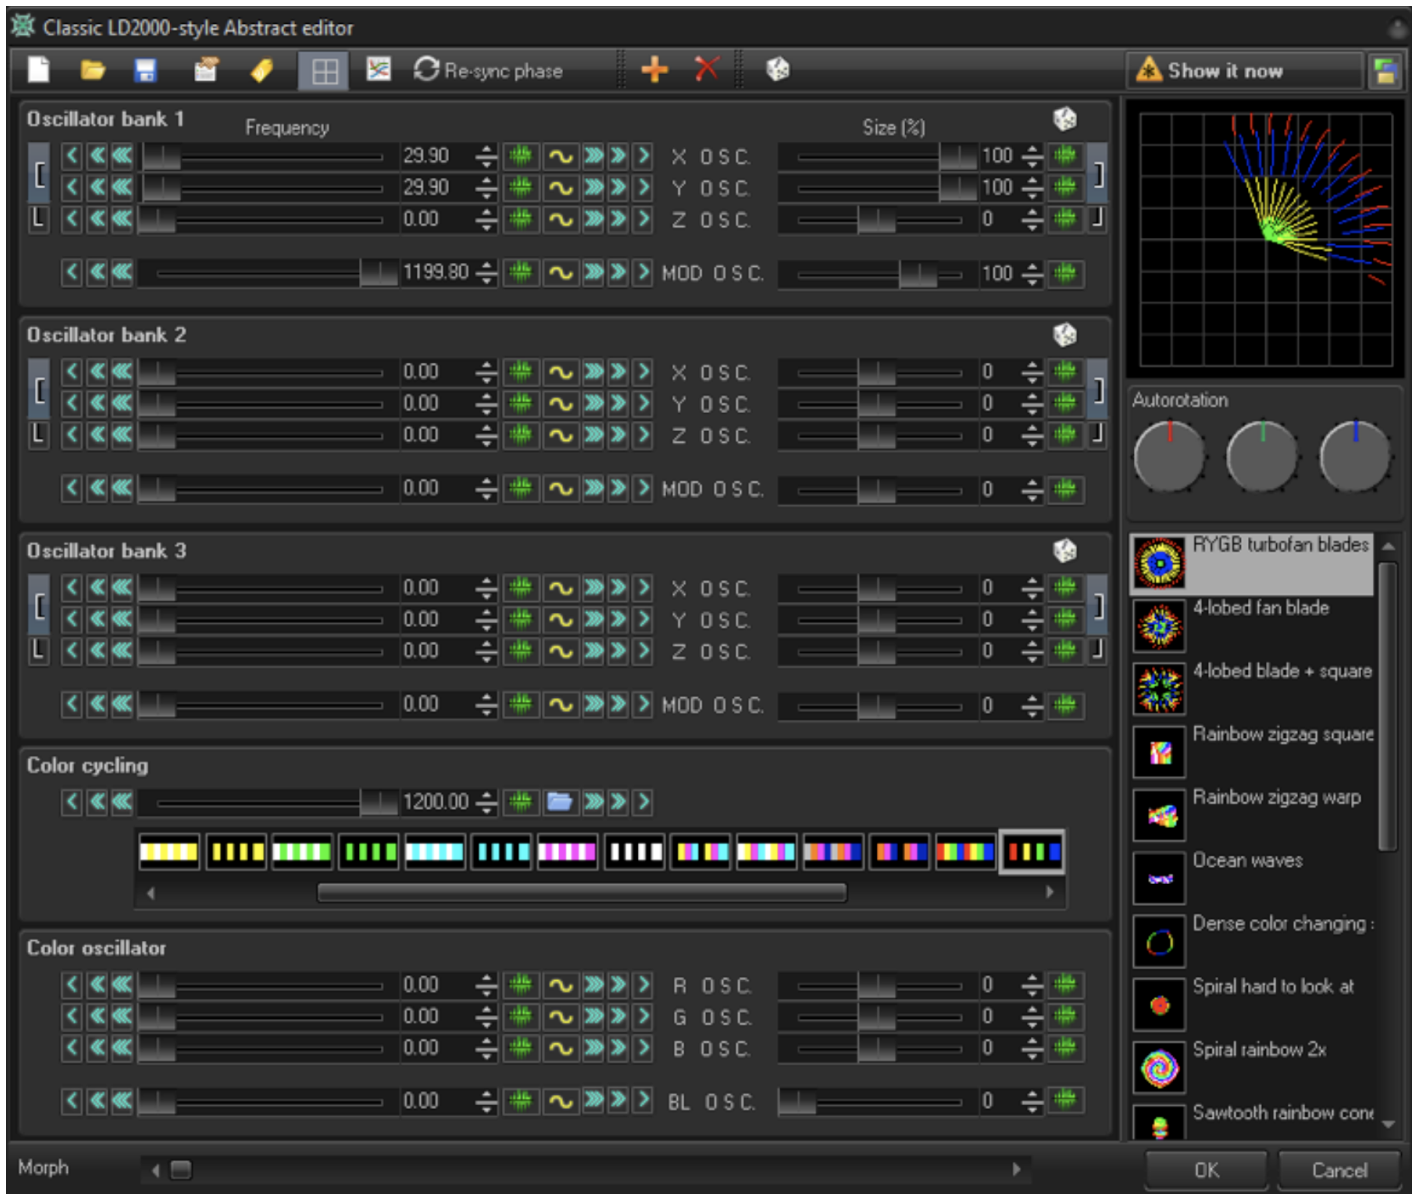 Classic LD2000-style Abstract editor
Re-sync phase
Show it now
Oscillator bank 1
Frequency
Size (%)
29.90 X OSC. 100
29.90 Y OSC. 100
0.00 Z OSC. 0
1199.80 MOD OSC. 100
Oscillator bank 2
0.00 X OSC. 0
0.00 Y OSC. 0
0.00 Z OSC. 0
0.00 MOD OSC. 0
Oscillator bank 3
0.00 X OSC. 0
0.00 Y OSC. 0
0.00 Z OSC. 0
0.00 MOD OSC. 0
Color cycling
1200.00
Color oscillator
0.00 R OSC. 0
0.00 G OSC. 0
0.00 B OSC. 0
0.00 BL OSC. 0
Autorotation
RYGB turbofan blades
4-lobed fan blade
4-lobed blade + square
Rainbow zigzag square
Rainbow zigzag warp
Ocean waves
Dense color changing
Spiral hard to look at
Spiral rainbow 2x
Sawtooth rainbow cone
Morph
OK
Cancel